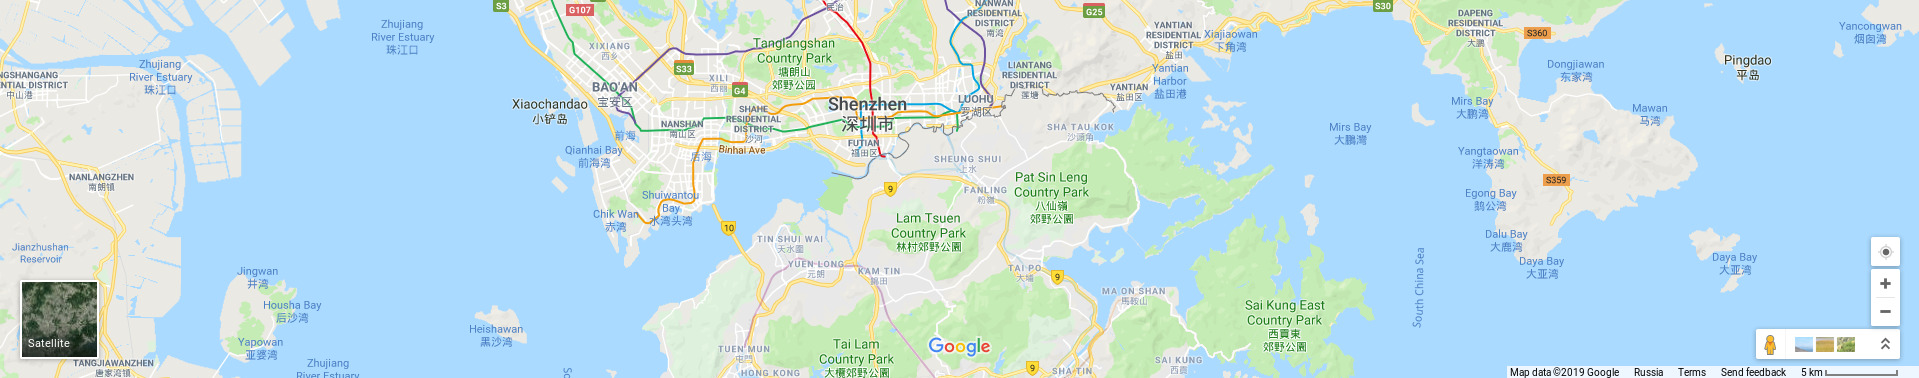 S3
G107
民治
NANWAN
RESIDENTIAL
DISTRICT
南湾
G25
S30
DAPENG
RESIDENTIAL
DISTRICT
大鹏
S360
Zhujiang
River Estuary
珠江口
XIXIANG
西乡
Tanglangshan
Country Park
塘朗山
郊野公园
YANTIAN
RESIDENTIAL
DISTRICT
盐田
Xiajiaowan
下角湾
Yancongwan
烟囱湾
Pingdao
平岛
NGSHANGANG
ENTIAL DISTRICT
中山港
Zhujiang
River Estuary
珠江口
S33
XILI
西丽
G4
BAO'AN
宝安区
LIANTANG
RESIDENTIAL
DISTRICT
莲塘
Yantian
Harbor
盐田港
YANTIAN
盐田区
Dongjiawan
东家湾
Xiaochandao
小铲岛
SHAHE
RESIDENTIAL
DISTRICT
沙河
Shenzhen
深圳市
LUOHU
罗湖区
Mirs Bay
大鹏湾
Mawan
马湾
前海
NANSHAN
南山区
SHA TAU KOK
沙頭角
Mirs Bay
大鵬灣
Qianhai Bay
前海湾
后海
Binhai Ave
FUTIAN
福田区
SHEUNG SHUI
上水
Yangtaowan
洋涛湾
NANLANGZHEN
南朗镇
9
FANLING
粉嶺
Pat Sin Leng
Country Park
八仙嶺
郊野公園
S359
Egong Bay
鹅公湾
Shuiwantou
Bay
水湾头湾
Chik Wan
赤湾
10
Lam Tsuen
Country Park
林村郊野公園
Dalu Bay
大鹿湾
Jianzhushan
Reservoir
TIN SHUI WAI
天水圍
YUEN LONG
元朗
KAM TIN
錦田
TAI PO
大埔
9
Daya Bay
大亚湾
Daya Bay
大亚湾
Jingwan
井湾
Housha Bay
后沙湾
MA ON SHAN
馬鞍山
Sai Kung East
Country Park
西貢東
郊野公園
South China Sea
Satellite
Yapowan
亚婆湾
Heishawan
黑沙湾
TUEN MUN
屯門
Tai Lam
Country Park
大欖郊野公園
Google
TANGJIAWANZHEN
唐家湾镇
Zhujiang
River Estuary
HONG KONG
9
SHA TIN
SAI KUNG
西貢
Map data ©2019 Google
Russia
Terms
Send feedback
5 km